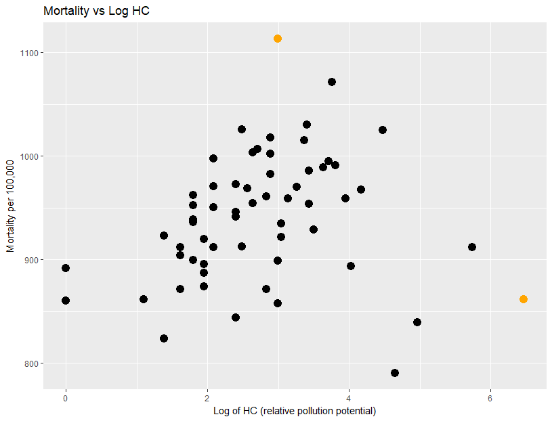 Mortality vs Log HC
Mortality per 100,000
1100
1000
900
800
0
2
4
6
Log of HC (relative pollution potential)